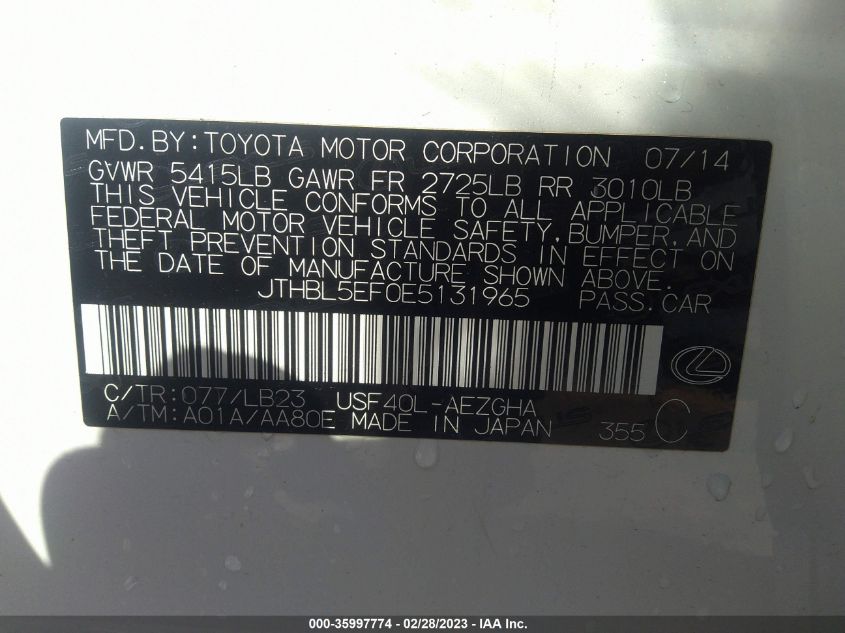 MFD.BY:TOYOTA MOTOR CORPORATION 07/14
GVWR 5415LB GAWR FR 2725LB RR 3010LB
THIS VEHICLE CONFORMS TO ALL APPLICABLE
FEDERAL MOTOR VEHICLE SAFETY,BUMPER,AND
THEFT PREVENTION STANDARDS IN EFFECT ON
THE DATE OF MANUFACTURE SHOWN ABOVE.
JTHBL5EF0E5131965 PASS.CAR
C/TR:077/LB23 USF40L-AEZGHA
A/TM:A01A/AA80E MADE IN JAPAN 355 C
000-35997774 - 02/28/2023 - IAA Inc.